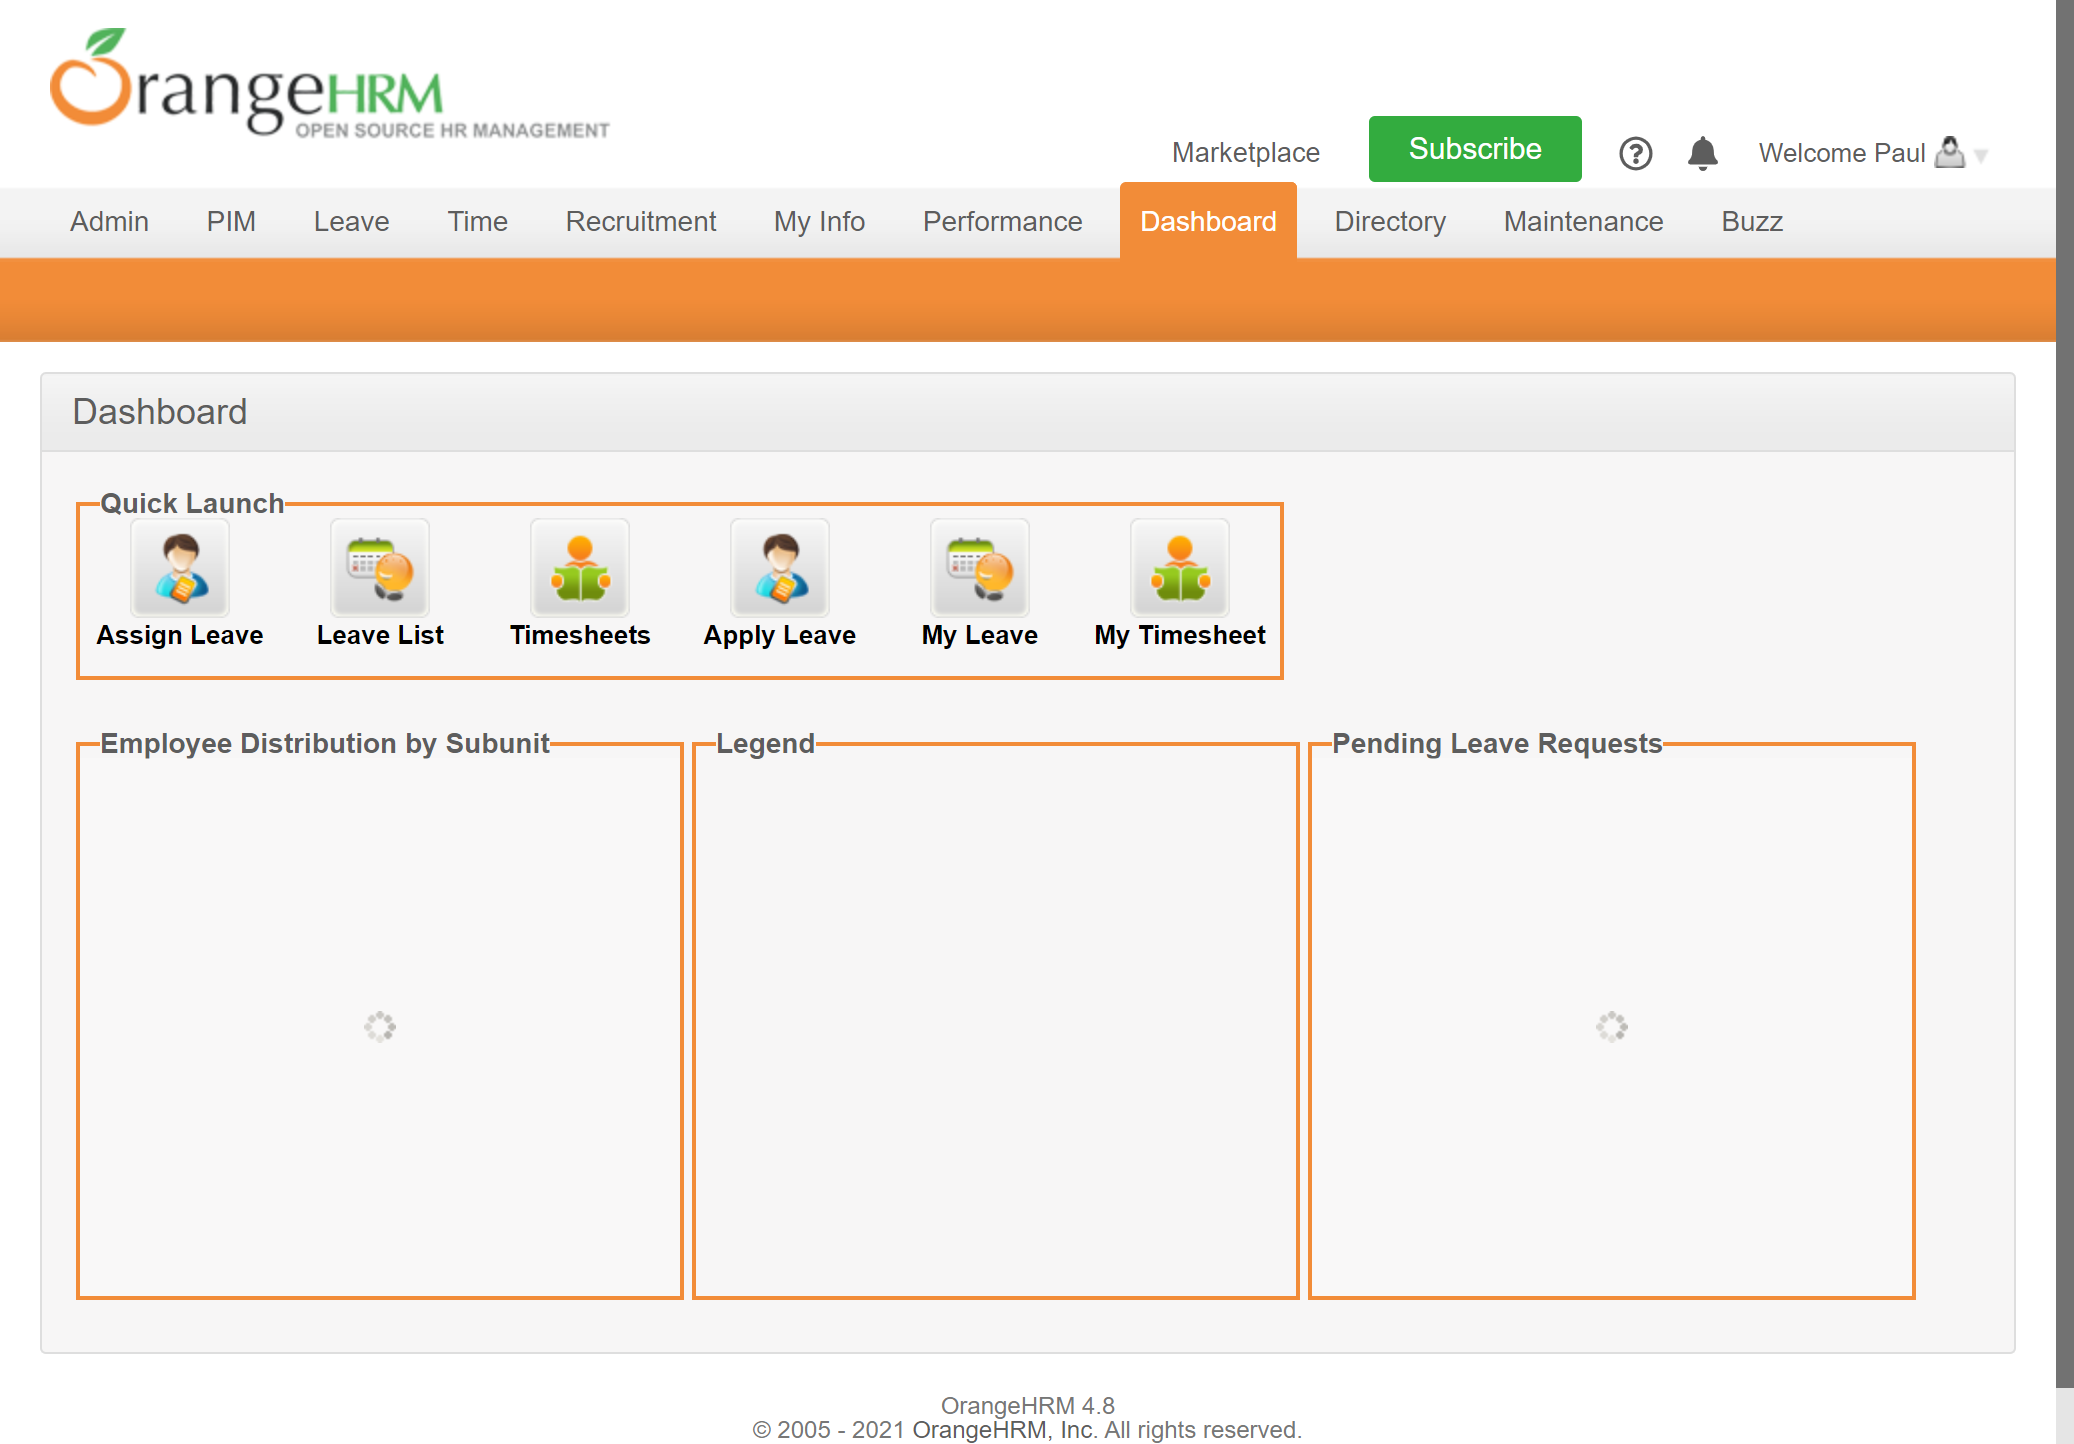 OrangeHRM
OPEN SOURCE HR MANAGEMENT
Marketplace Subscribe Welcome Paul
Admin PIM Leave Time Recruitment My Info Performance Dashboard Directory Maintenance Buzz
Dashboard
Quick Launch
Assign Leave Leave List Timesheets Apply Leave My Leave My Timesheet
Employee Distribution by Subunit Legend Pending Leave Requests
OrangeHRM 4.8
© 2005 - 2021 OrangeHRM, Inc. All rights reserved.